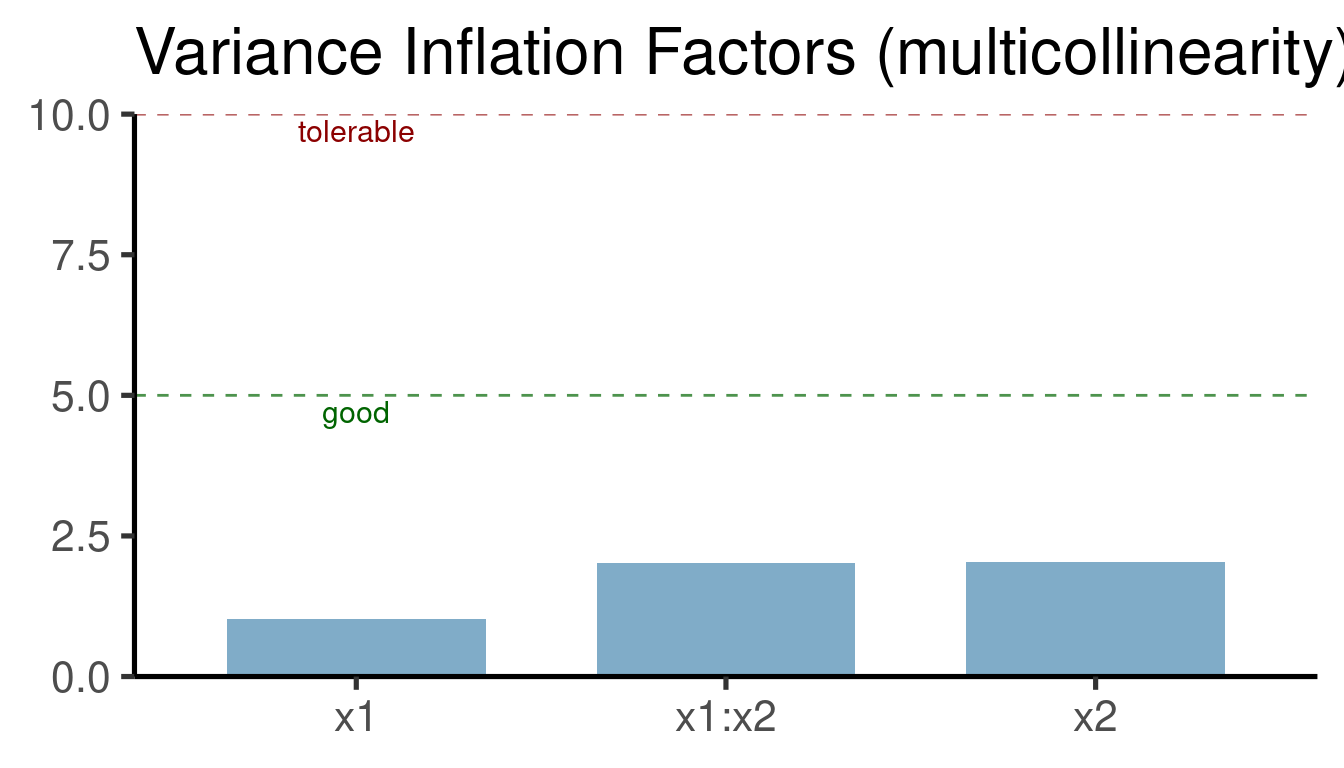 Variance Inflation Factors (multicollinearity)
10.0
tolerable
7.5
5.0
good
2.5
0.0
x1 x1:x2 x2